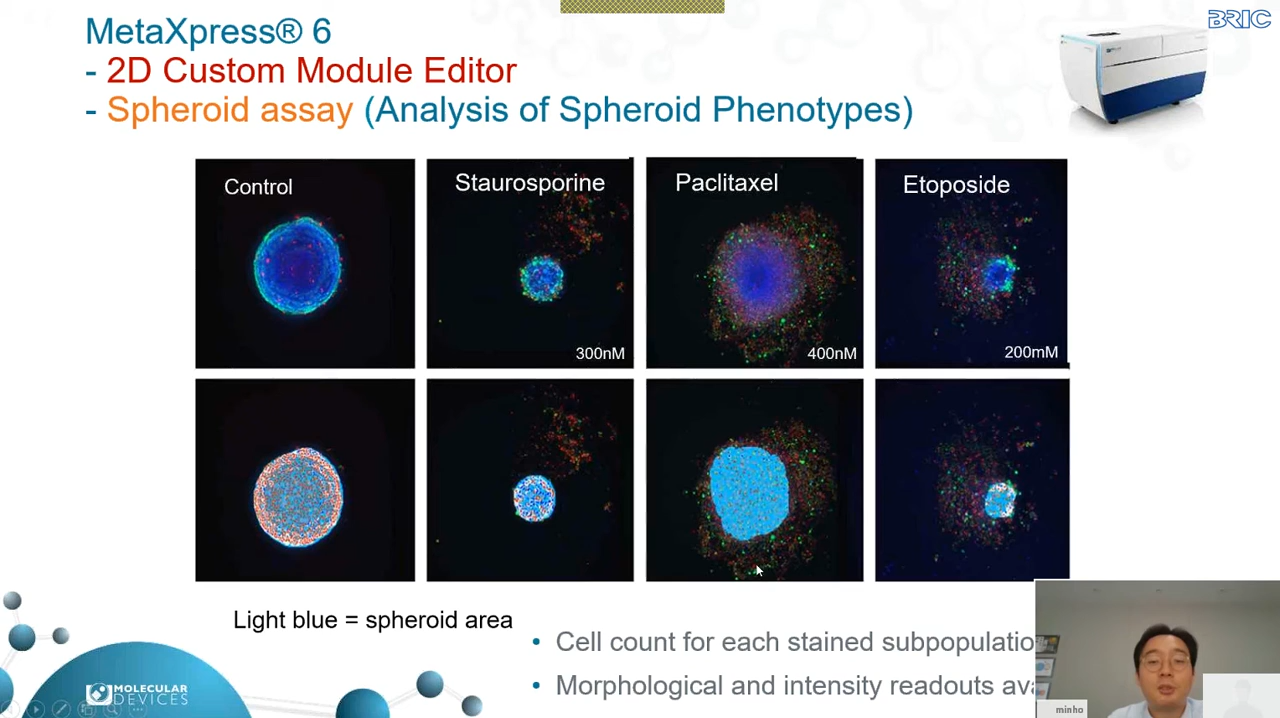 MetaXpress® 6
- 2D Custom Module Editor
- Spheroid assay (Analysis of Spheroid Phenotypes)
BRIC
Control
Staurosporine
Paclitaxel
Etoposide
300nM
400nM
200mM
Light blue = spheroid area
• Cell count for each stained subpopulatio
• Morphological and intensity readouts ava
MOLECULAR
DEVICES
minho